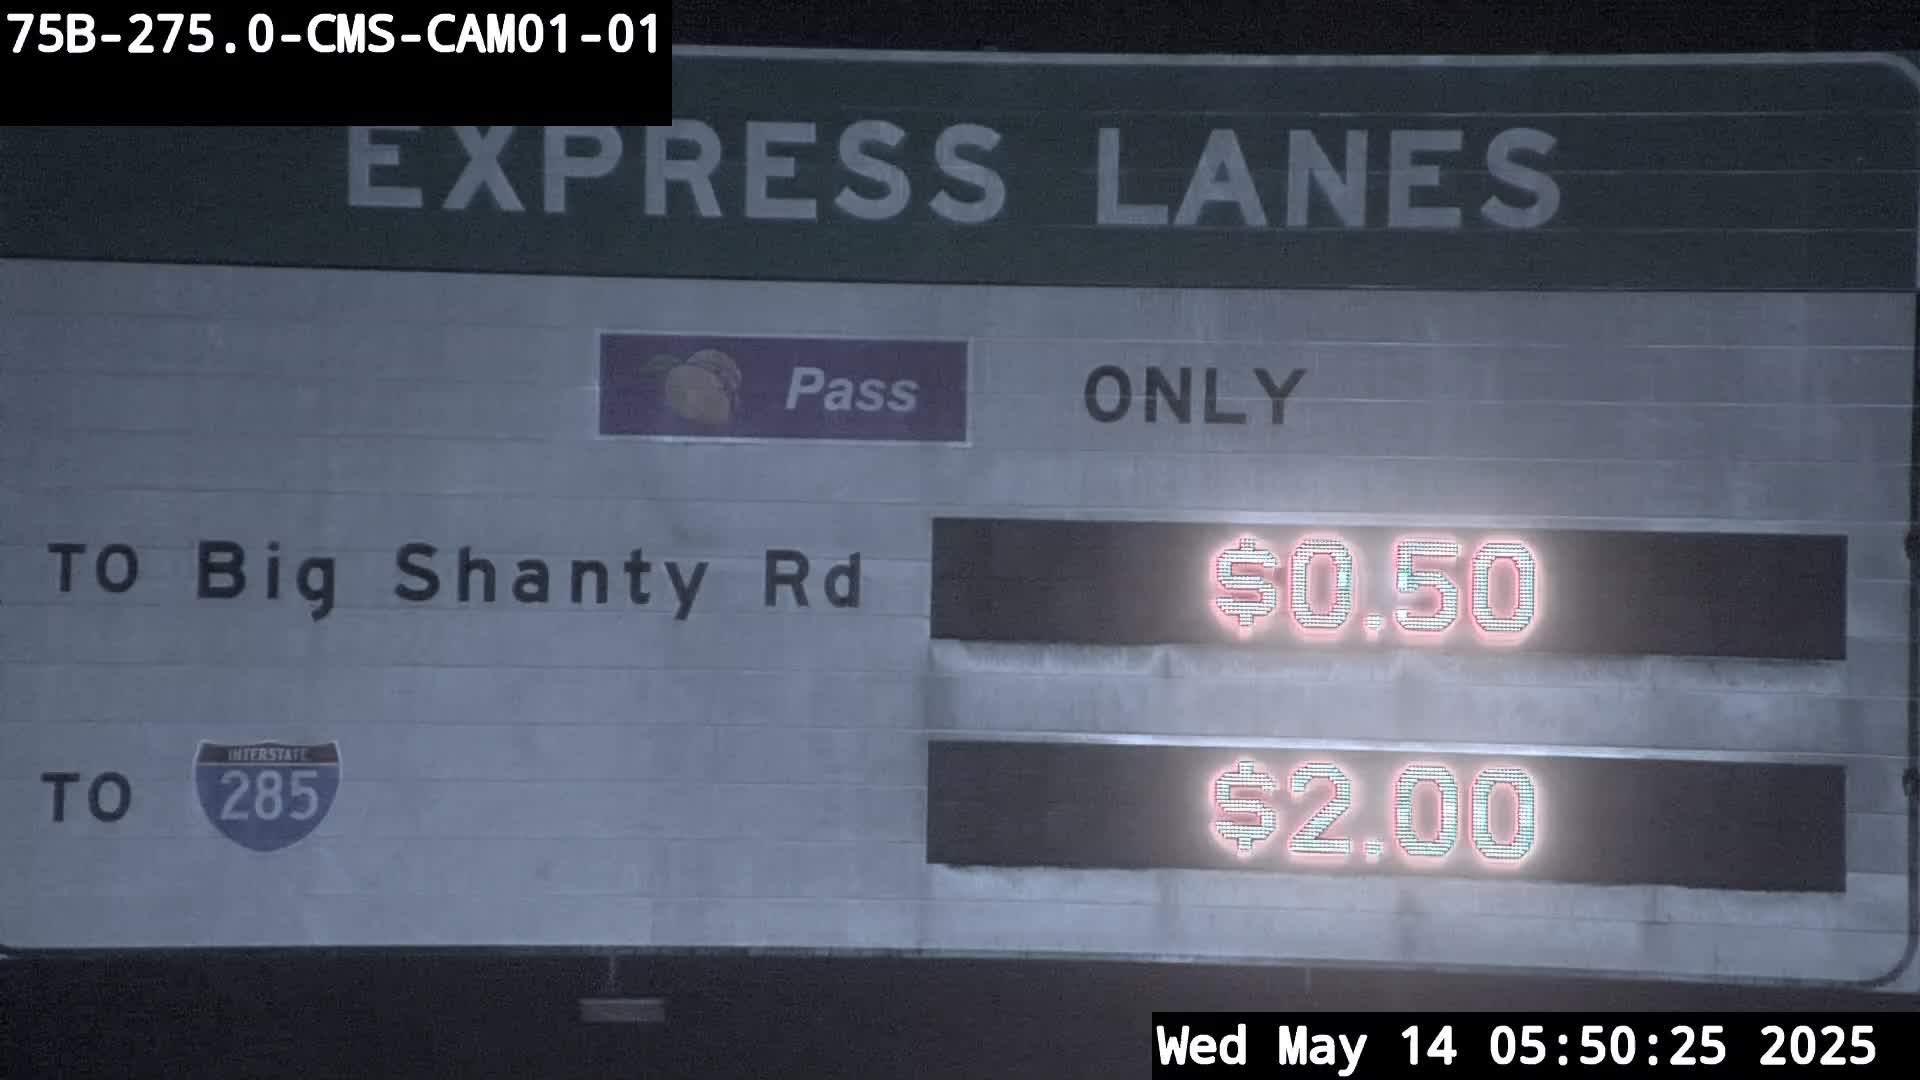 75B-275.0-CMS-CAM01-01
EXPRESS LANES
Pass ONLY
TO Big Shanty Rd $0.50
INTERSTATE
TO 285 $2.00
Wed May 14 05:50:25 2025